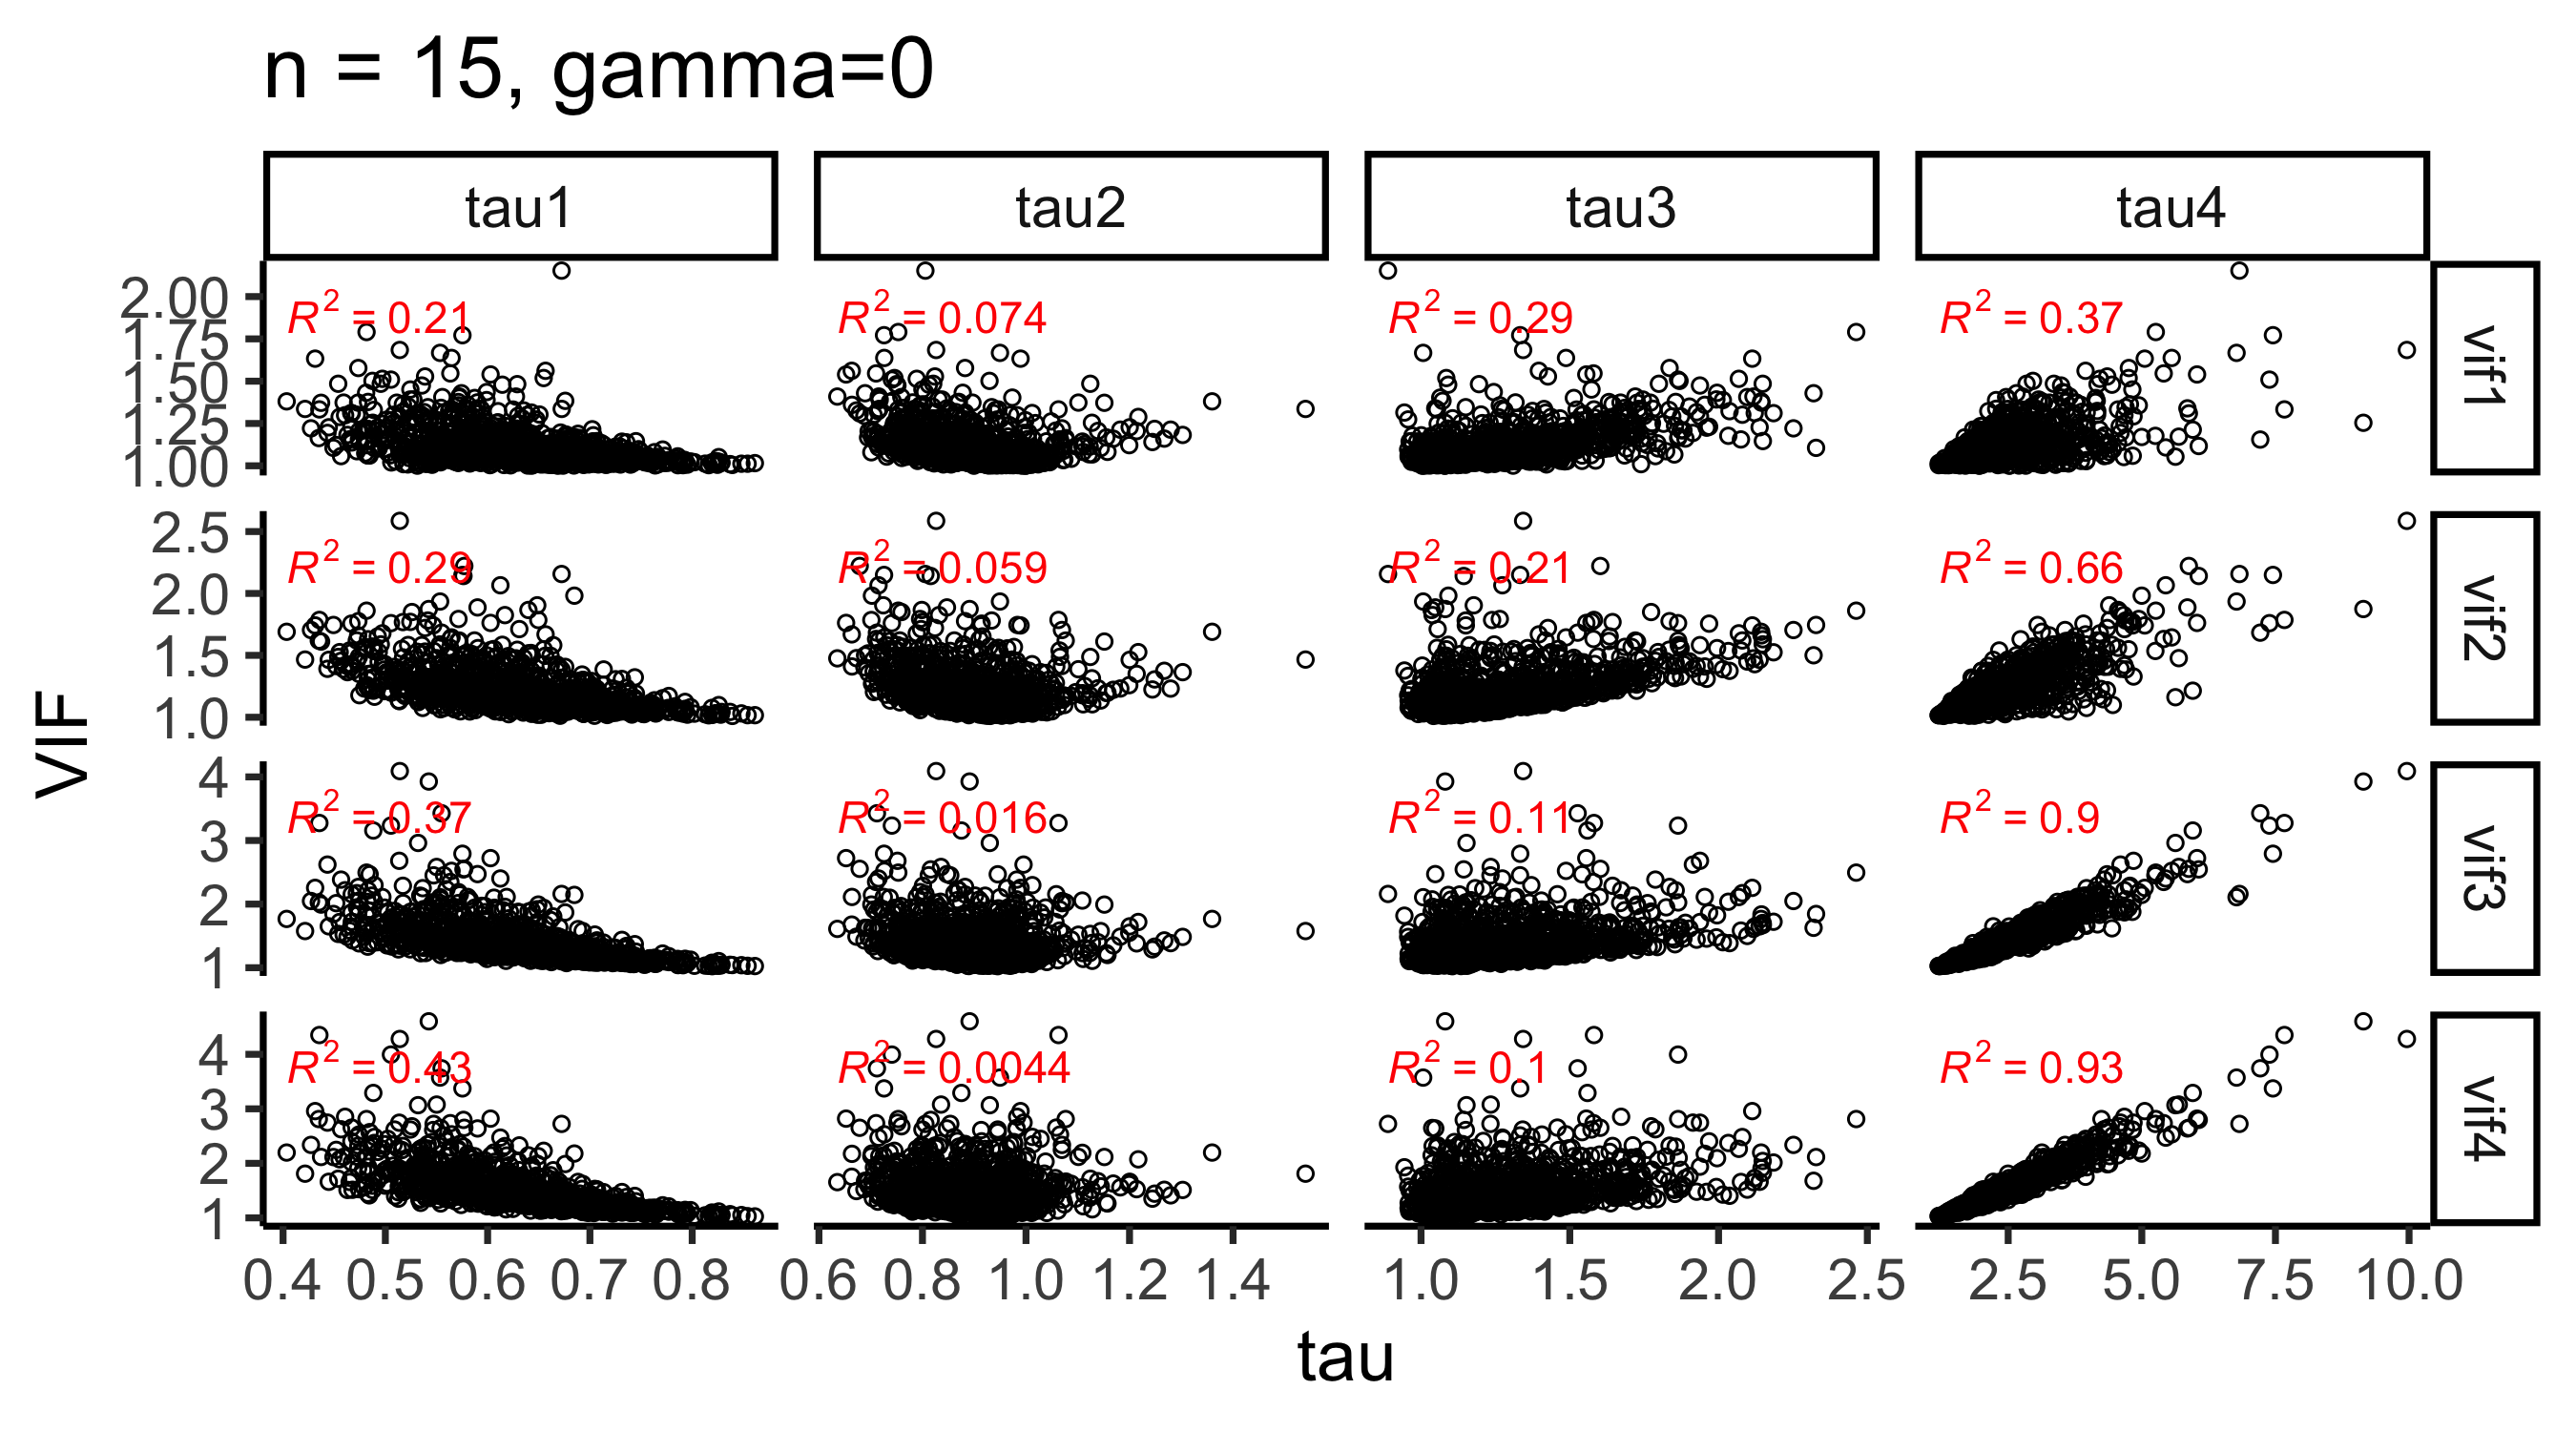 n = 15, gamma=0
tau1 tau2 tau3 tau4
2.00
1.75
1.50
1.25
1.00
R² = 0.21 R² = 0.074 R² = 0.29 R² = 0.37
vif1
2.5
2.0
1.5
1.0
R² = 0.29 R² = 0.059 R² = 0.21 R² = 0.66
vif2
VIF
4
3
2
1
R² = 0.37 R² = 0.016 R² = 0.11 R² = 0.9
vif3
4
3
2
1
R² = 0.43 R² = 0.0044 R² = 0.1 R² = 0.93
vif4
0.4 0.5 0.6 0.7 0.8 0.6 0.8 1.0 1.2 1.4 1.0 1.5 2.0 2.5 2.5 5.0 7.5 10.0
tau